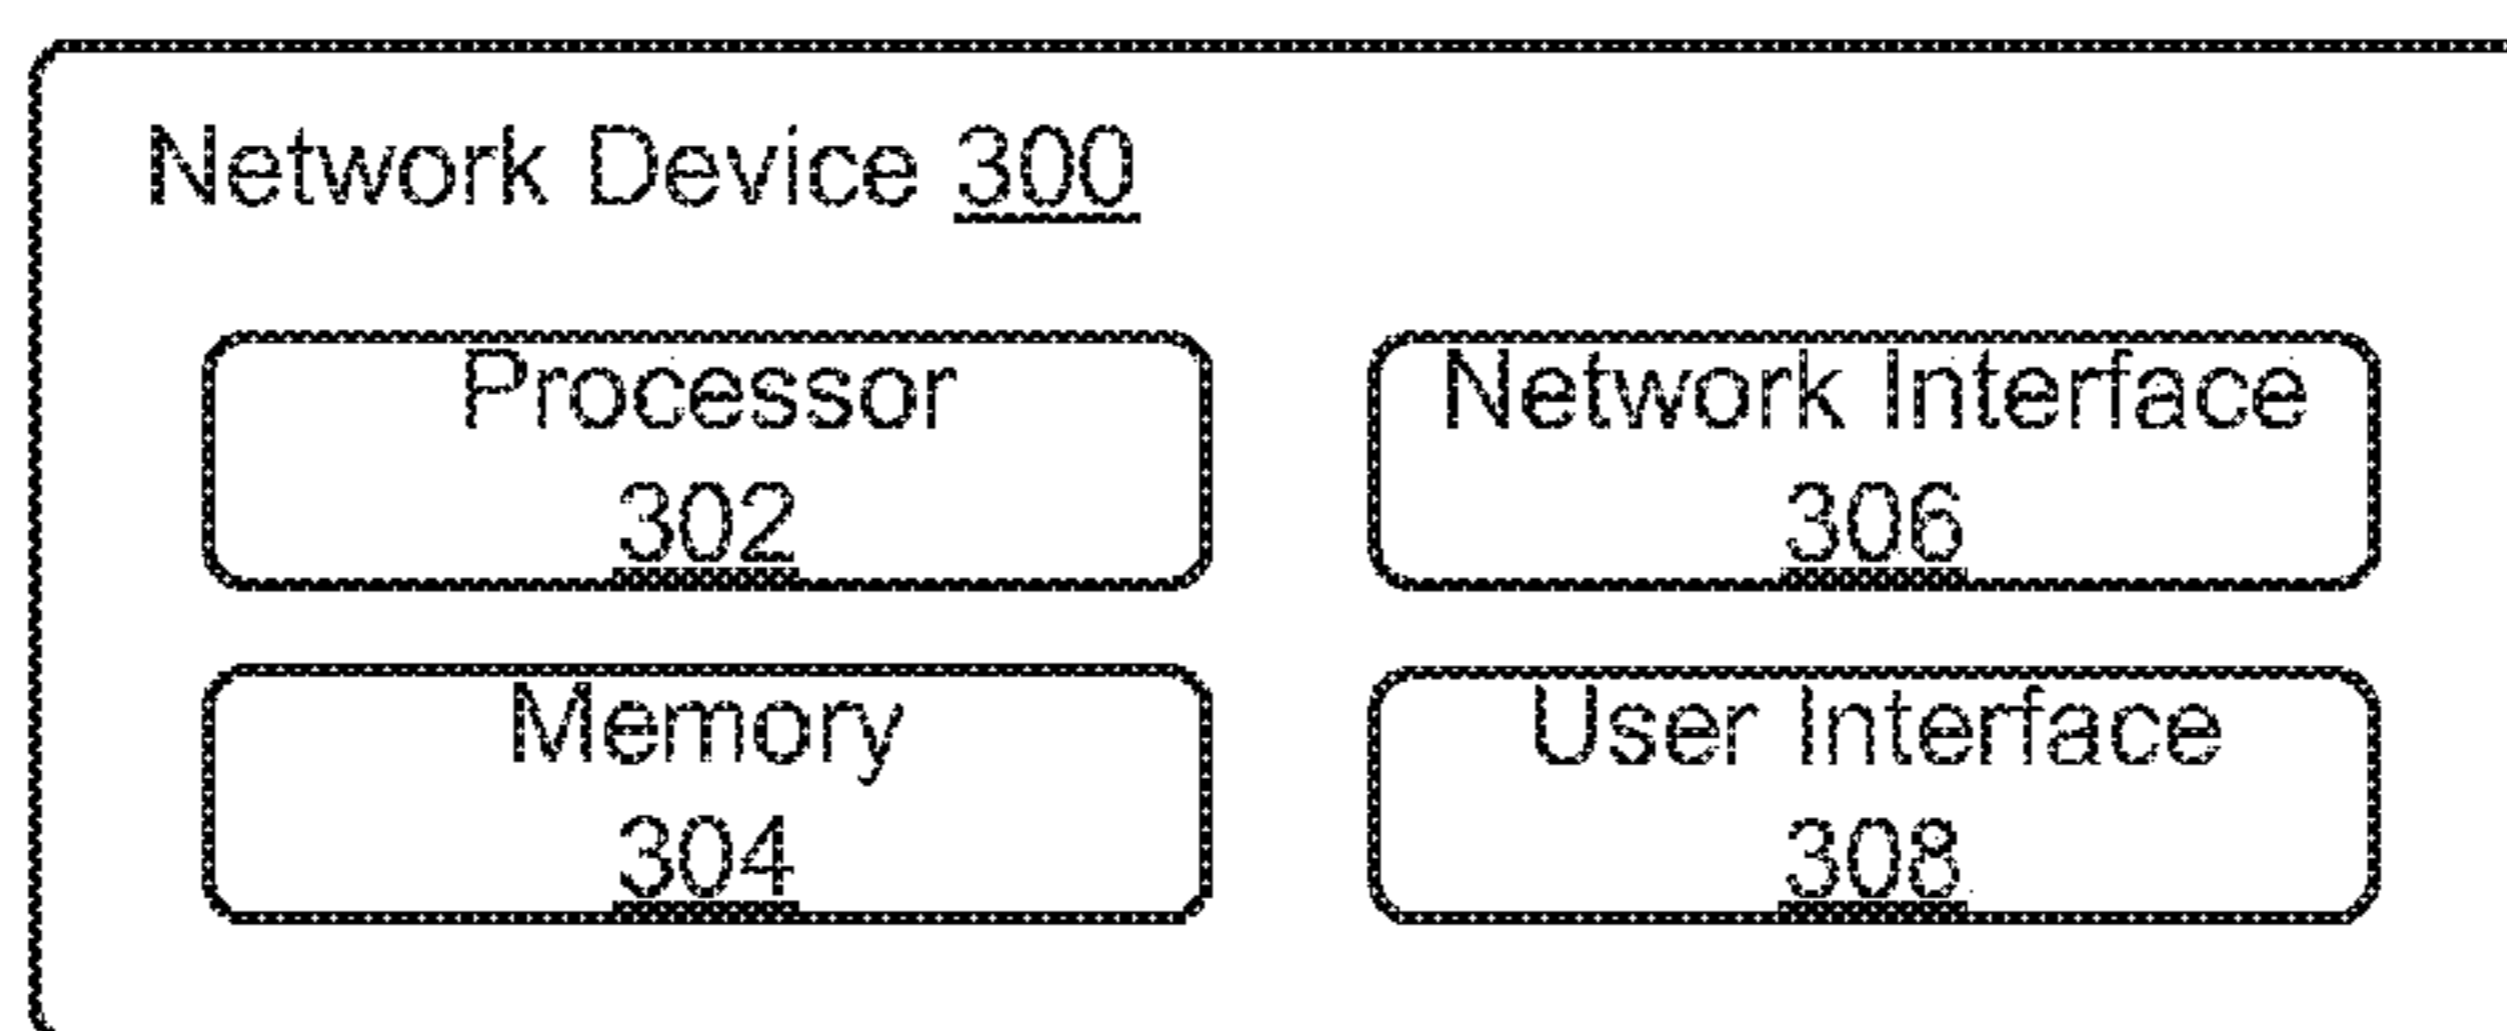 Network Device 300
Processor
302
Network Interface
306
Memory
304
User Interface
308